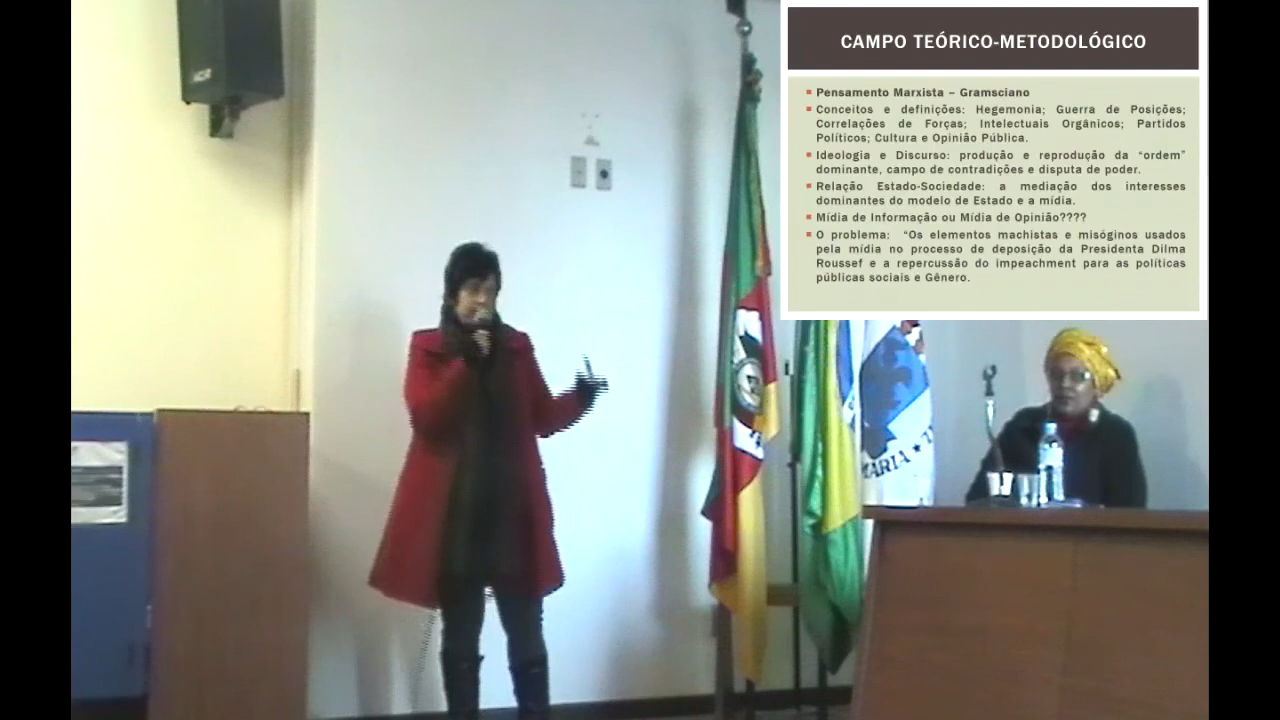 CAMPO TEÓRICO-METODOLÓGICO
Pensamento Marxista – Gramsciano
Conceitos e definições: Hegemonia; Guerra de Posições;
Correlações de Forças; Intelectuais Orgânicos; Partidos
Políticos; Cultura e Opinião Pública.
Ideologia e Discurso: produção e reprodução da “ordem”
dominante, campo de contradições e disputa de poder.
Relação Estado-Sociedade: a mediação dos interesses
dominantes do modelo de Estado e a mídia.
Mídia de Informação ou Mídia de Opinião????
O problema: “Os elementos machistas e misóginos usados
pela mídia no processo de deposição da Presidenta Dilma
Roussef e a repercussão do impeachment para as políticas
públicas sociais e Gênero.
MARIA ★